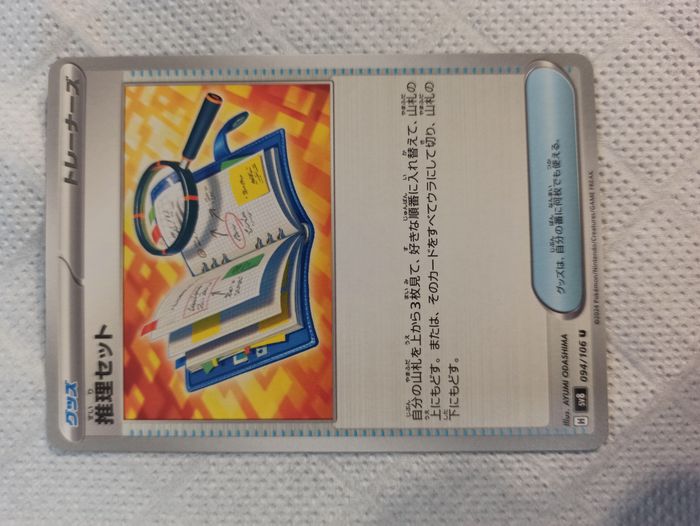 グッズ
トレーナーズ
推理セット
自分の山札を上から3枚見て、好きな順番に入れ替えて、山札の
上にもどす。または、そのカードをすべてウラにして切り、山札の
下にもどす。
グッズは、自分の番に何枚でも使える。
Illus. AYUMI ODASHIMA
H SV8 094/106 U
©2024 Pokémon/Nintendo/Creatures/GAME FREAK.